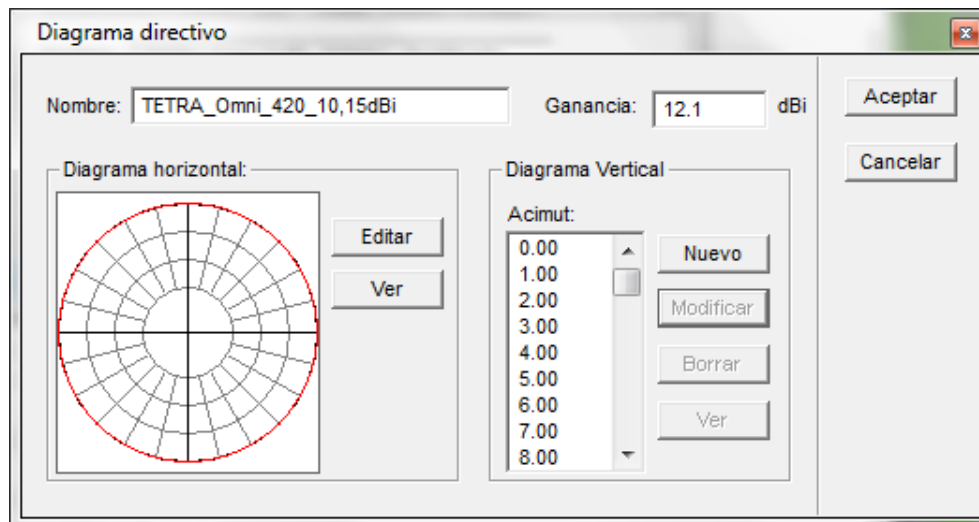 Diagrama directivo
Nombre: TETRA_Omni_420_10,15dBi
Ganancia: 12.1 dBi
Aceptar
Cancelar
Diagrama horizontal:
Editar
Ver
Diagrama Vertical
Acimut:
0.00
1.00
2.00
3.00
4.00
5.00
6.00
7.00
8.00
Nuevo
Modificar
Borrar
Ver